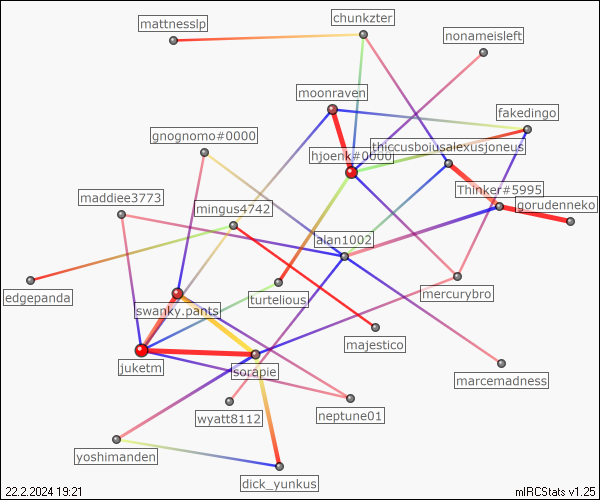 chunkzter
mattnesslp
nonameisleft
moonraven
fakedingo
gnognomo#0000
thiccusboiusalexusjoneus
hjoenk#0000
Thinker#5995
maddiee3773
gorudenneko
mingus4742
alan1002
edgepanda
turtelious
mercurybro
swanky.pants
majestico
juketm
sorapie
marcemadness
wyatt8112
neptune01
yoshimanden
dick_yunkus
22.2.2024 19:21
mIRCStats v1.25